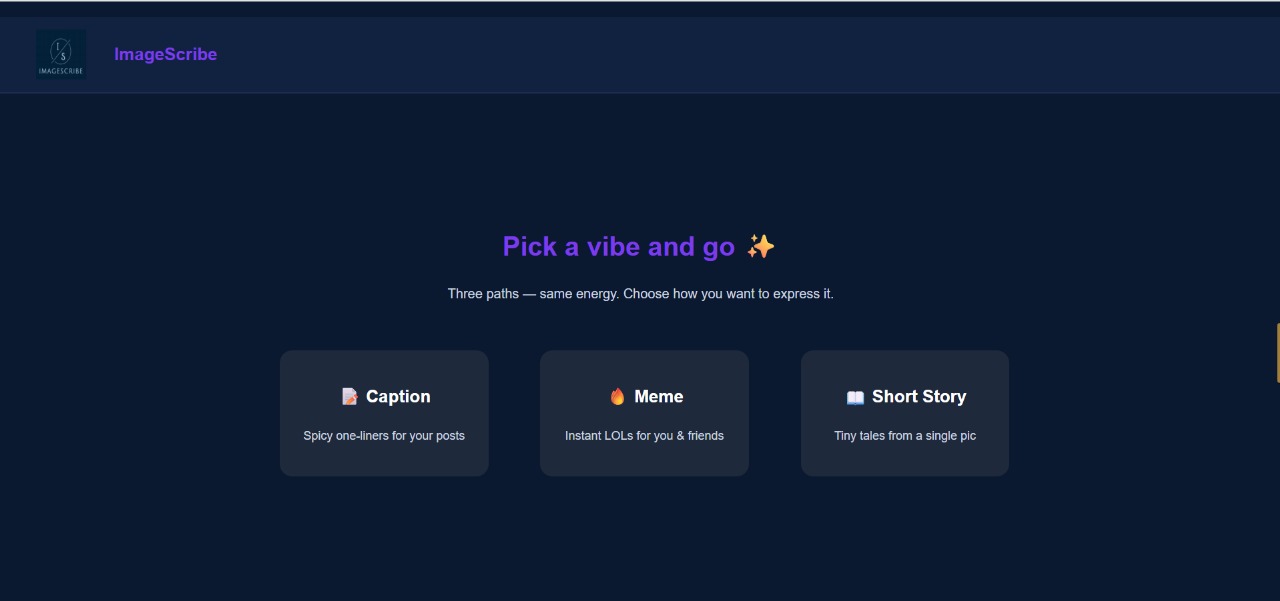 I
S
IMAGESCRIBE
ImageScribe
Pick a vibe and go ✨
Three paths — same energy. Choose how you want to express it.
📝 Caption
Spicy one-liners for your posts
🔥 Meme
Instant LOLs for you & friends
📖 Short Story
Tiny tales from a single pic